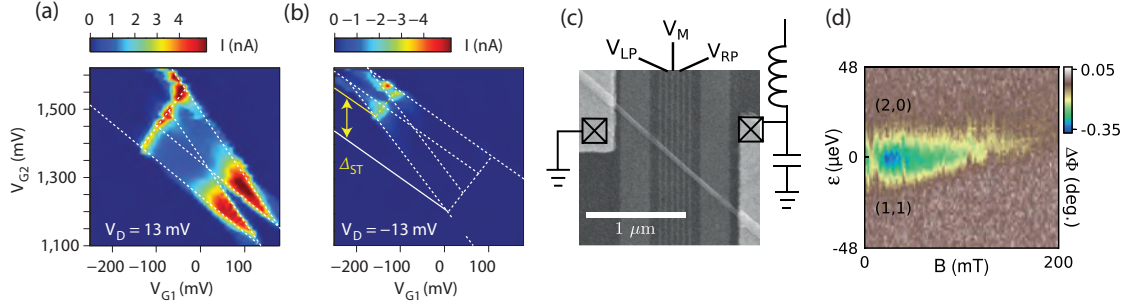 (a)
0 1 2 3 4
I (nA)
1,500
1,300
1,100
V_G2 (mV)
V_D = 13 mV
−200 −100 0 100
V_G1 (mV)
(b)
0 −1 −2 −3 −4
I (nA)
Δ_ST
V_D = −13 mV
−200 −100 0 100
V_G1 (mV)
(c)
V_M
V_LP
V_RP
1 μm
(d)
48
0
-48
ε (μeV)
(2,0)
(1,1)
0
B (mT)
200
0.05
-0.35
ΔΦ (deg.)